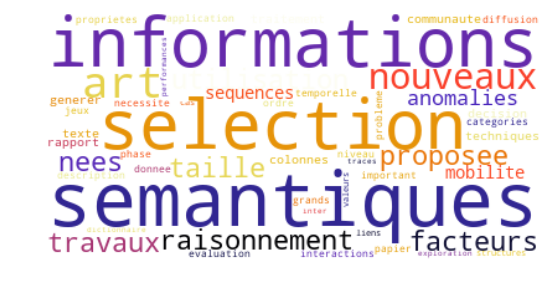 proprietes application communaute diffusion
informations
performances
art nouveaux
sequences temporelle anomalies
generer necessite cas ordre
jeux selection probleme decision
texte categories
rapport techniques
nees phase colonnes niveau proposee
donnee taille traces mobilite
description important
semantiques
grands valeurs
inter
dictionnaire liens
travaux raisonnement facteurs
papier
evaluation interactions exploration structures